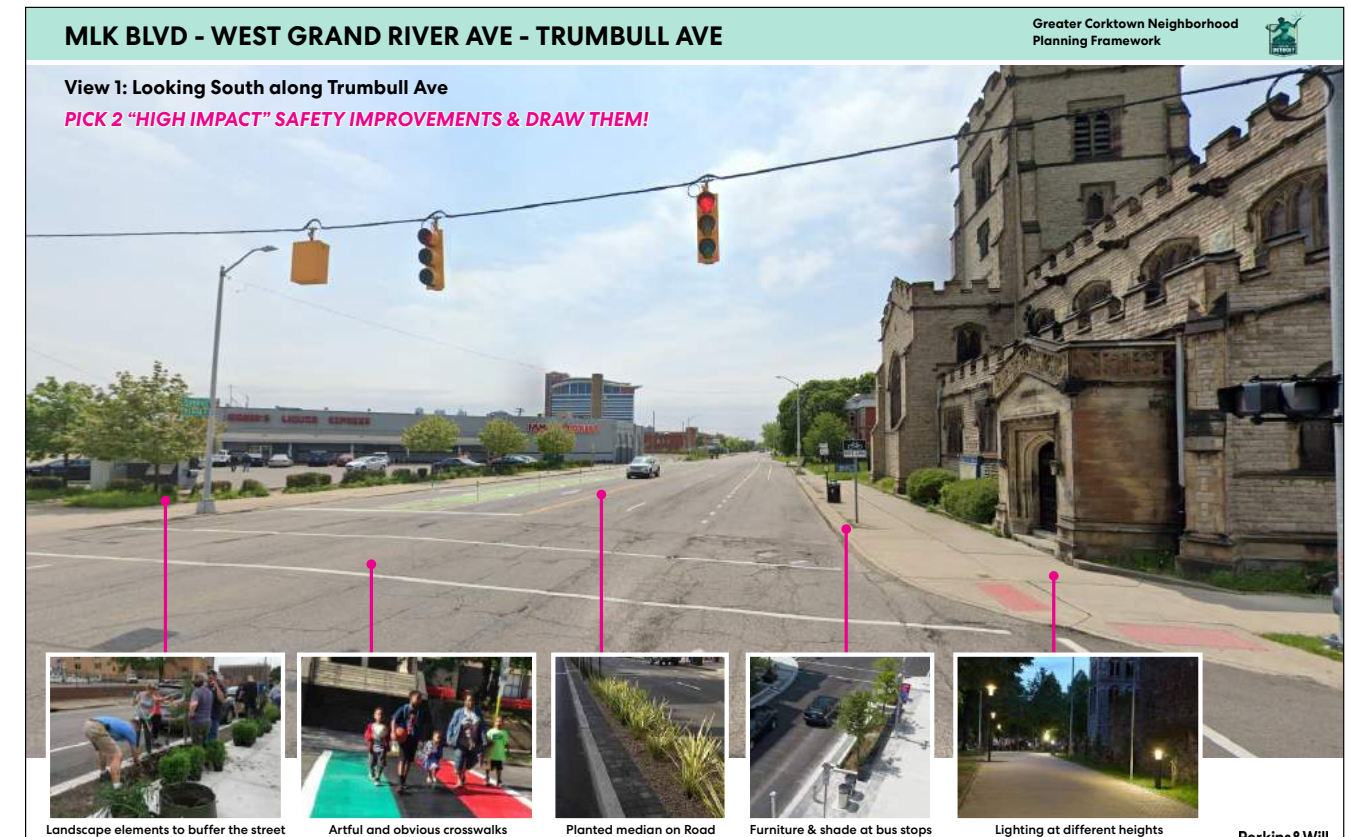 MLK BLVD - WEST GRAND RIVER AVE - TRUMBULL AVE
Greater Corktown Neighborhood
Planning Framework
View 1: Looking South along Trumbull Ave
PICK 2 “HIGH IMPACT” SAFETY IMPROVEMENTS & DRAW THEM!
LIQUOR EXPRESS
Landscape elements to buffer the street
Artful and obvious crosswalks
Planted median on Road
Furniture & shade at bus stops
Lighting at different heights
Perkins&Will